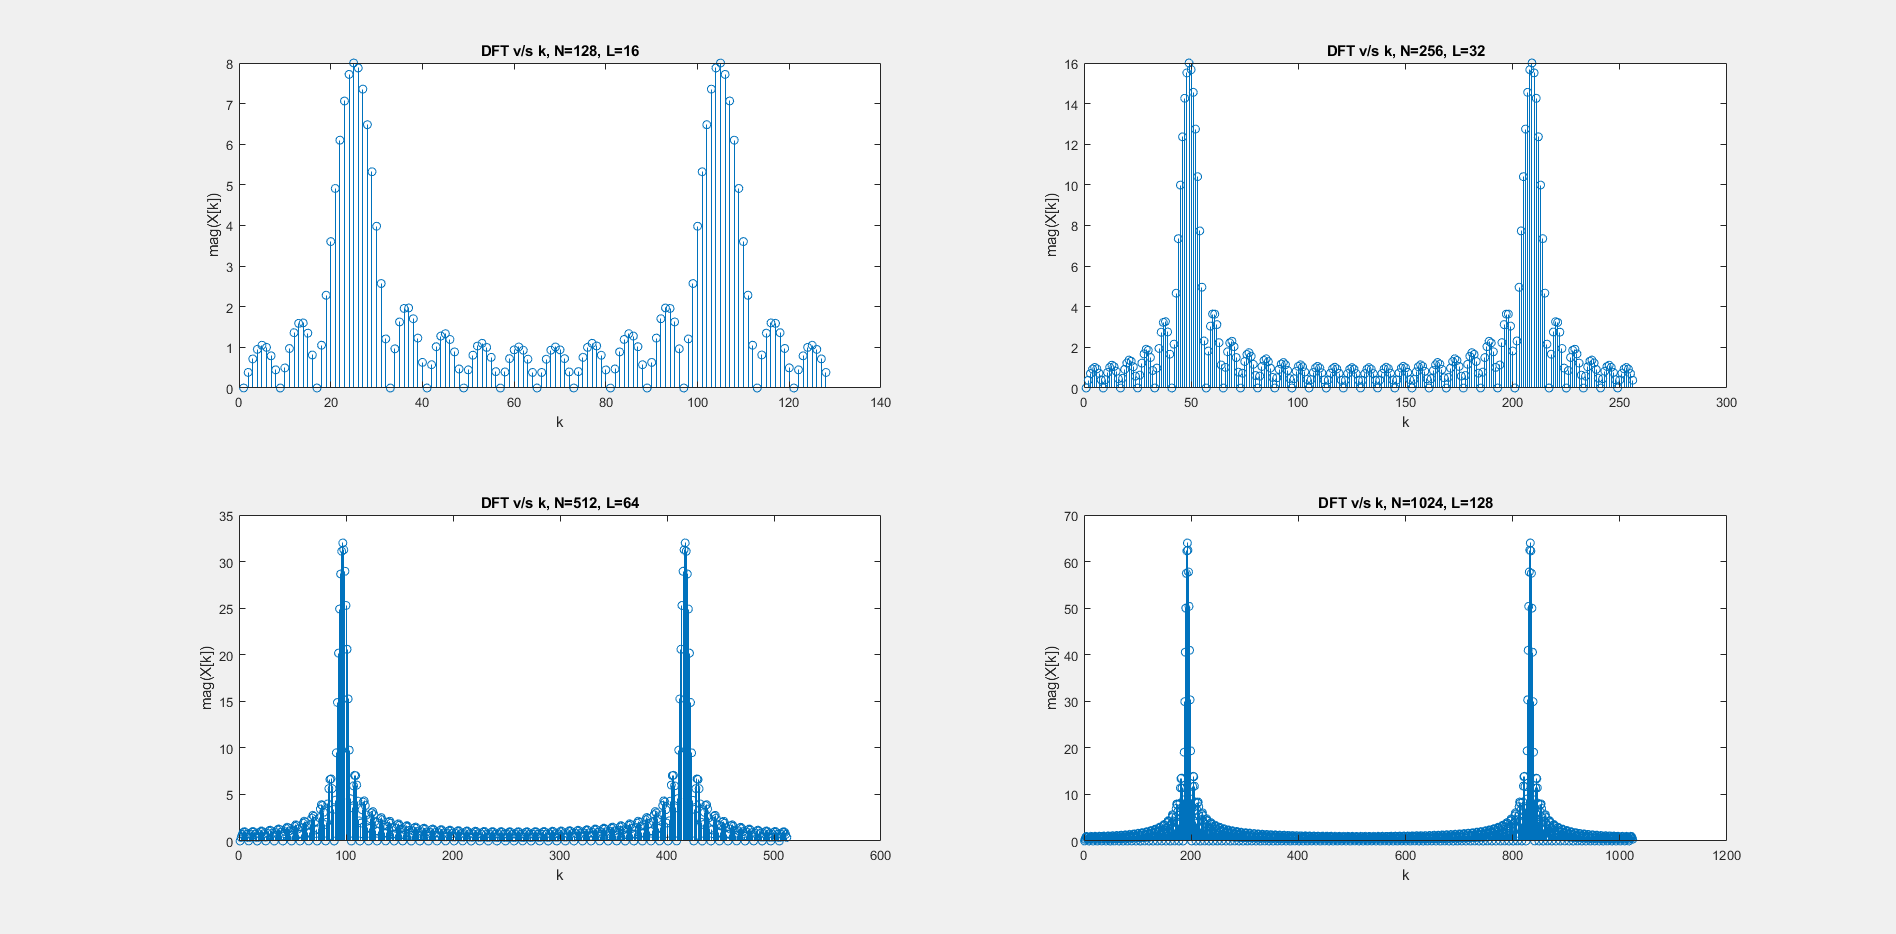 DFT v/s k, N=128, L=16
8
7
6
5
4
3
2
1
0
mag(X[k])
0 20 40 60 80 100 120 140
k
DFT v/s k, N=256, L=32
16
14
12
10
8
6
4
2
0
mag(X[k])
0 50 100 150 200 250 300
k
DFT v/s k, N=512, L=64
35
30
25
20
15
10
5
0
mag(X[k])
0 100 200 300 400 500 600
k
DFT v/s k, N=1024, L=128
70
60
50
40
30
20
10
0
mag(X[k])
0 200 400 600 800 1000 1200
k